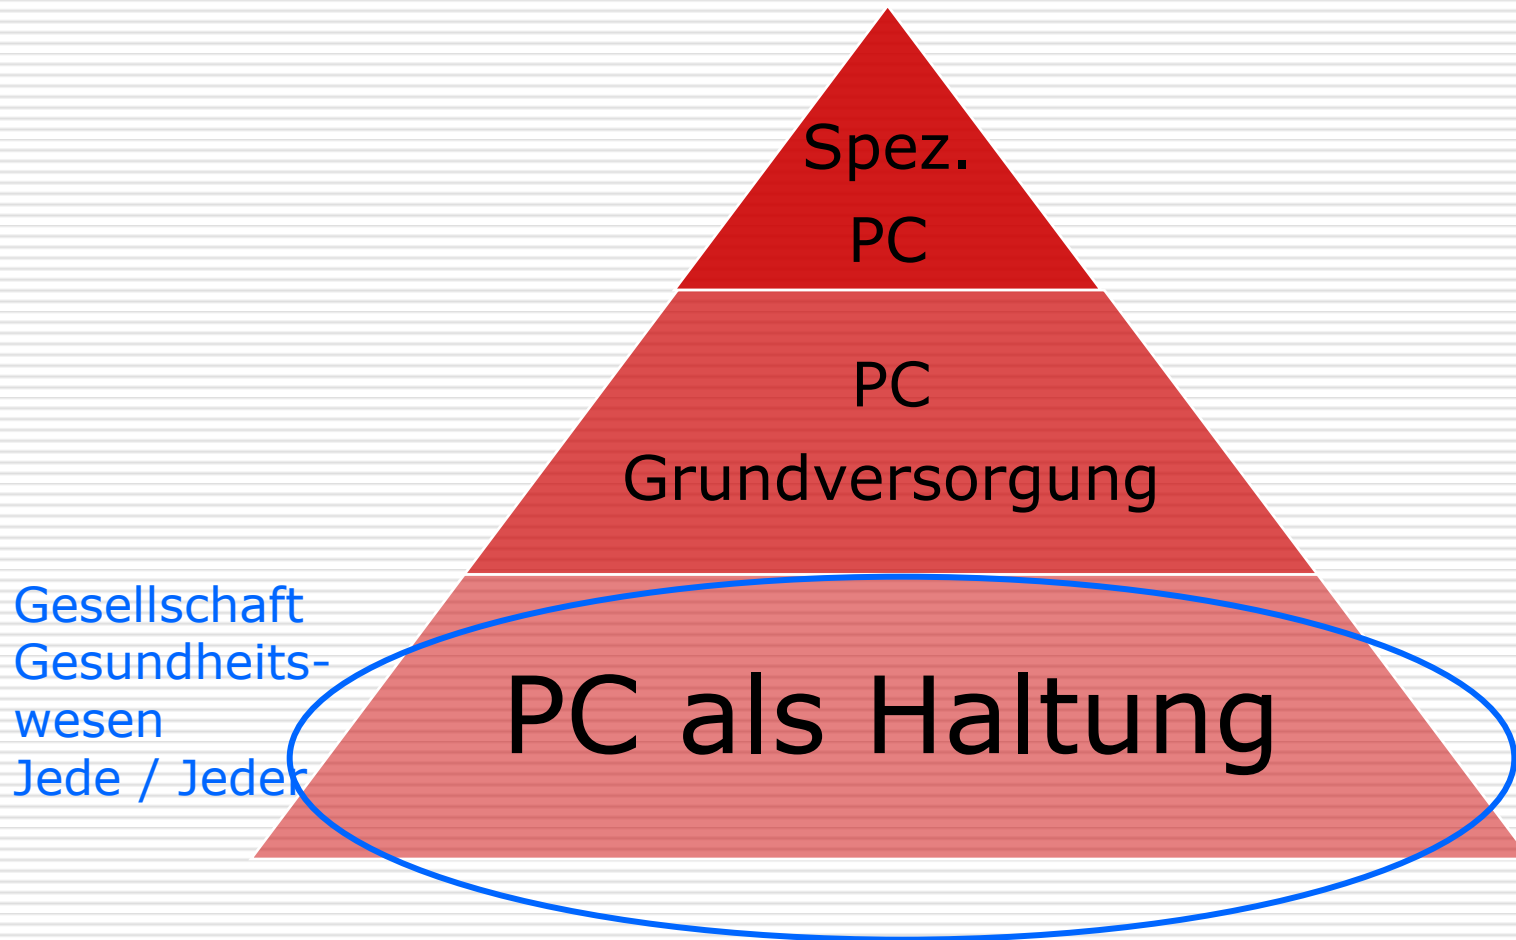 Spez.
PC
PC
Grundversorgung
Gesellschaft
Gesundheits-
wesen
Jede / Jeder
PC als Haltung